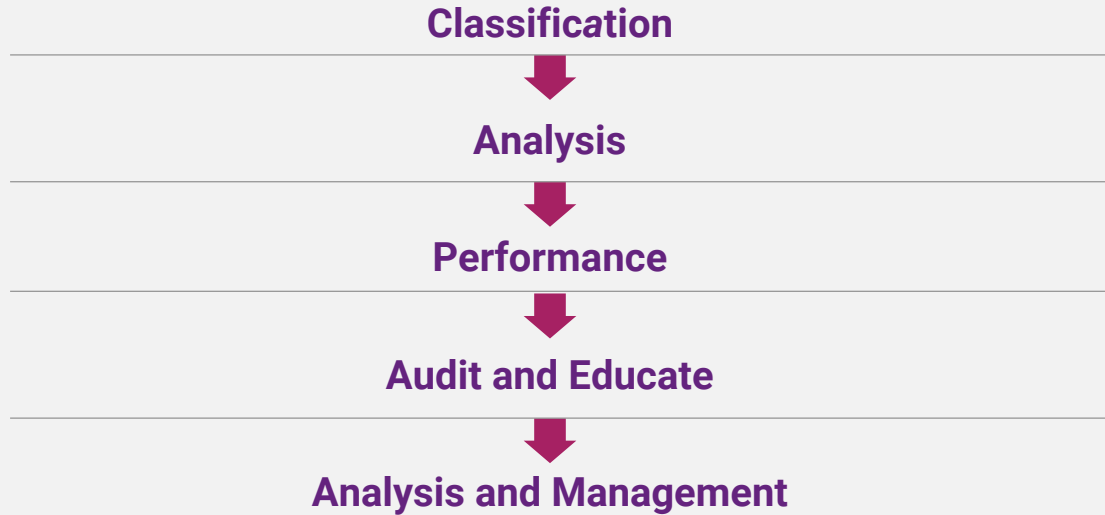 Classification
Analysis
Performance
Audit and Educate
Analysis and Management